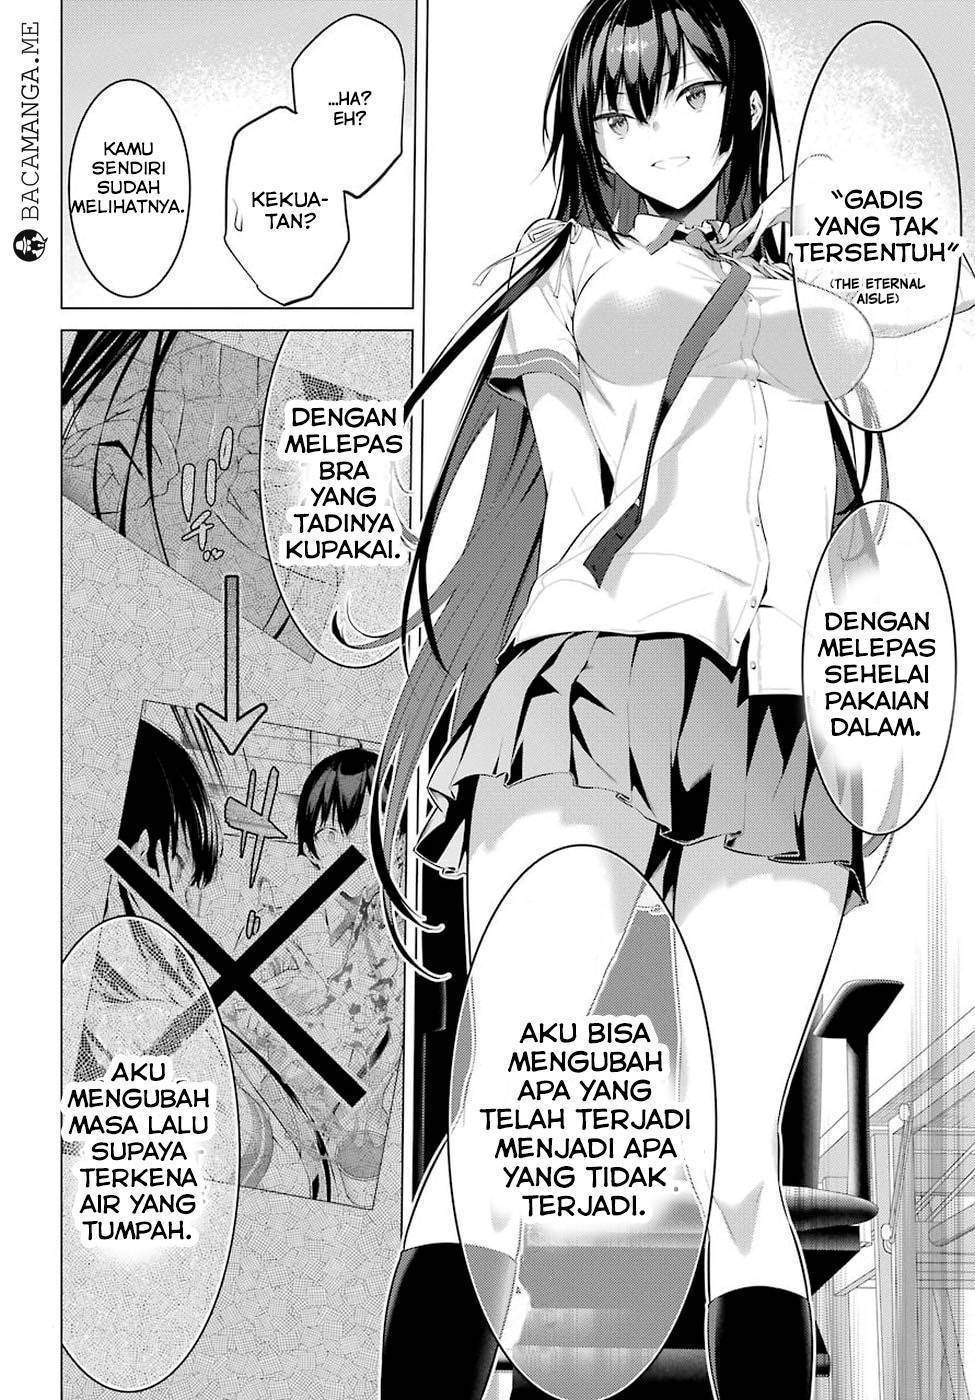 "GADIS
YANG TAK
TERSENTUH"
(THE ETERNAL
AISLE)
DENGAN
MELEPAS
SEHELAI
PAKAIAN
DALAM.
AKU BISA
MENGUBAH
APA YANG
TELAH TERJADI
MENJADI APA
YANG TIDAK
TERJADI.
...HA?
EH?
KEKUA-
TAN?
KAMU
SENDIRI
SUDAH
MELIHATNYA.
DENGAN
MELEPAS
BRA
YANG
TADINYA
KUPAKAI.
AKU
MENGUBAH
MASA LALU
SUPAYA
TERKENA
AIR YANG
TUMPAH.
BACAMANGA.ME